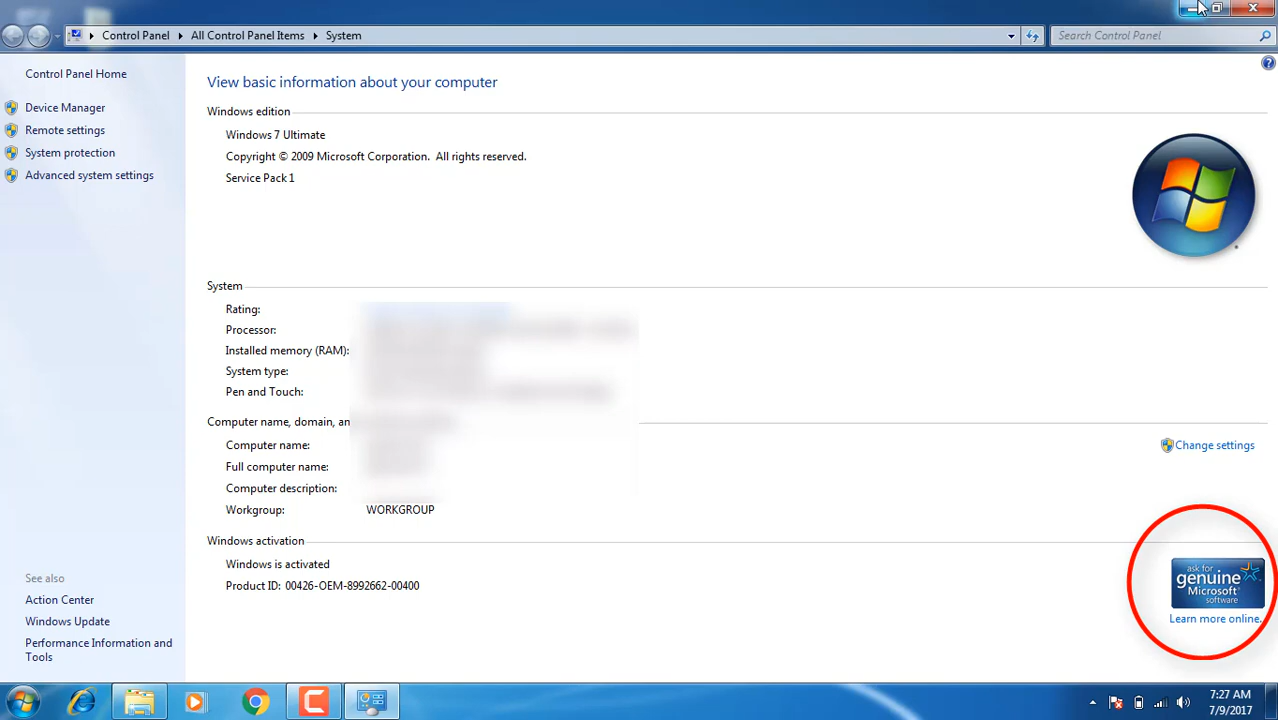 Control Panel ▸ All Control Panel Items ▸ System
Search Control Panel
Control Panel Home
Device Manager
Remote settings
System protection
Advanced system settings
See also
Action Center
Windows Update
Performance Information and
Tools
View basic information about your computer
Windows edition
Windows 7 Ultimate
Copyright © 2009 Microsoft Corporation. All rights reserved.
Service Pack 1
System
Rating:
Processor:
Installed memory (RAM):
System type:
Pen and Touch:
Computer name, domain, an
Computer name:
Full computer name:
Computer description:
Workgroup: WORKGROUP
Change settings
Windows activation
Windows is activated
Product ID: 00426-OEM-8992662-00400
ask for
genuine
Microsoft
software
Learn more online.
7:27 AM
7/9/2017